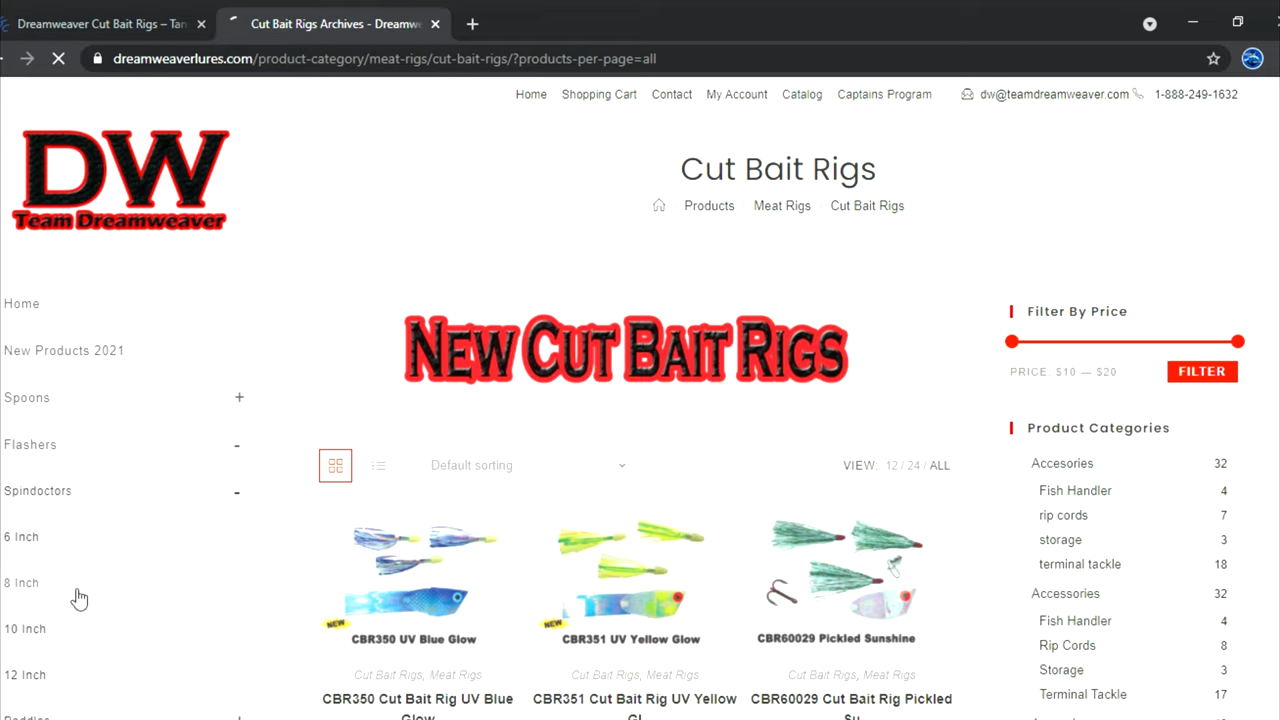 Dreamweaver Cut Bait Rigs – Tan
Cut Bait Rigs Archives - Dreamw
dreamweaverlures.com/product-category/meat-rigs/cut-bait-rigs/?products-per-page=all
Home Shopping Cart Contact My Account Catalog Captains Program dw@teamdreamweaver.com 1-888-249-1632
DW
Team Dreamweaver
Cut Bait Rigs
Products Meat Rigs Cut Bait Rigs
Home
New Products 2021
Spoons +
Flashers -
Spindoctors -
6 Inch
8 Inch
10 Inch
12 Inch
New Cut Bait Rigs
Default sorting VIEW: 12 / 24 / ALL
NEW
CBR350 UV Blue Glow
NEW
CBR351 UV Yellow Glow
CBR60029 Pickled Sunshine
Cut Bait Rigs, Meat Rigs
Cut Bait Rigs, Meat Rigs
Cut Bait Rigs, Meat Rigs
CBR350 Cut Bait Rig UV Blue
Glow
CBR351 Cut Bait Rig UV Yellow
Gl
CBR60029 Cut Bait Rig Pickled
Su
Filter By Price
PRICE: $10 — $20 FILTER
Product Categories
Accesories 32
Fish Handler 4
rip cords 7
storage 3
terminal tackle 18
Accessories 32
Fish Handler 4
Rip Cords 8
Storage 3
Terminal Tackle 17